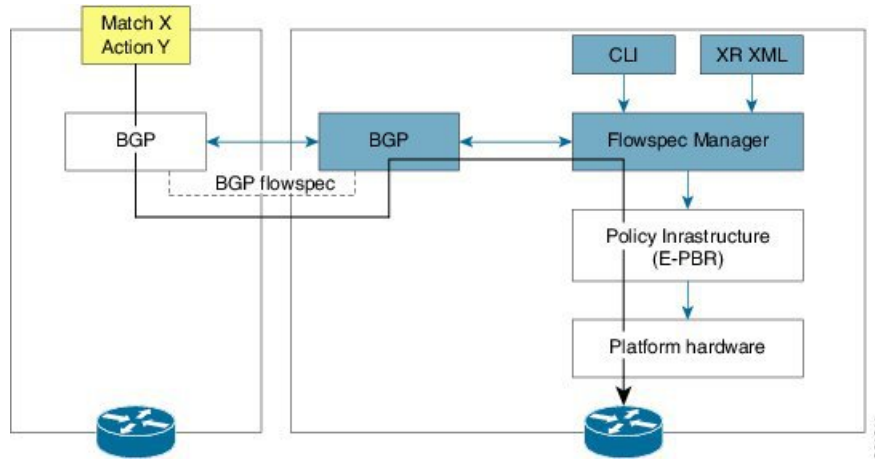 Match X
Action Y
CLI
XR XML
BGP
BGP
Flowspec Manager
BGP flowspec
Policy Inrastructure
(E-PBR)
Platform hardware